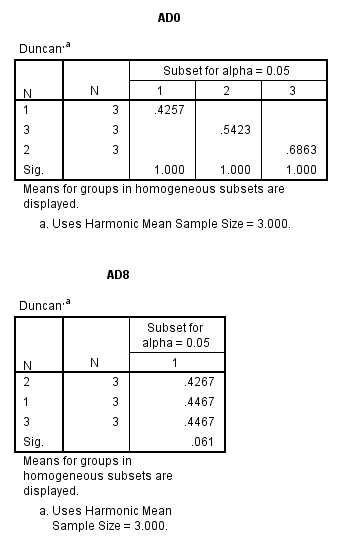 AD0
Duncan,a
Subset for alpha = 0.05
N N 1 2 3
1 3 .4257
3 3 .5423
2 3 .6863
Sig. 1.000 1.000 1.000
Means for groups in homogeneous subsets are
displayed.
a. Uses Harmonic Mean Sample Size = 3.000.
AD8
Duncan,a
Subset for
alpha = 0.05
N N 1
2 3 .4267
1 3 .4467
3 3 .4467
Sig. .061
Means for groups in
homogeneous subsets are
displayed.
a. Uses Harmonic Mean
Sample Size = 3.000.